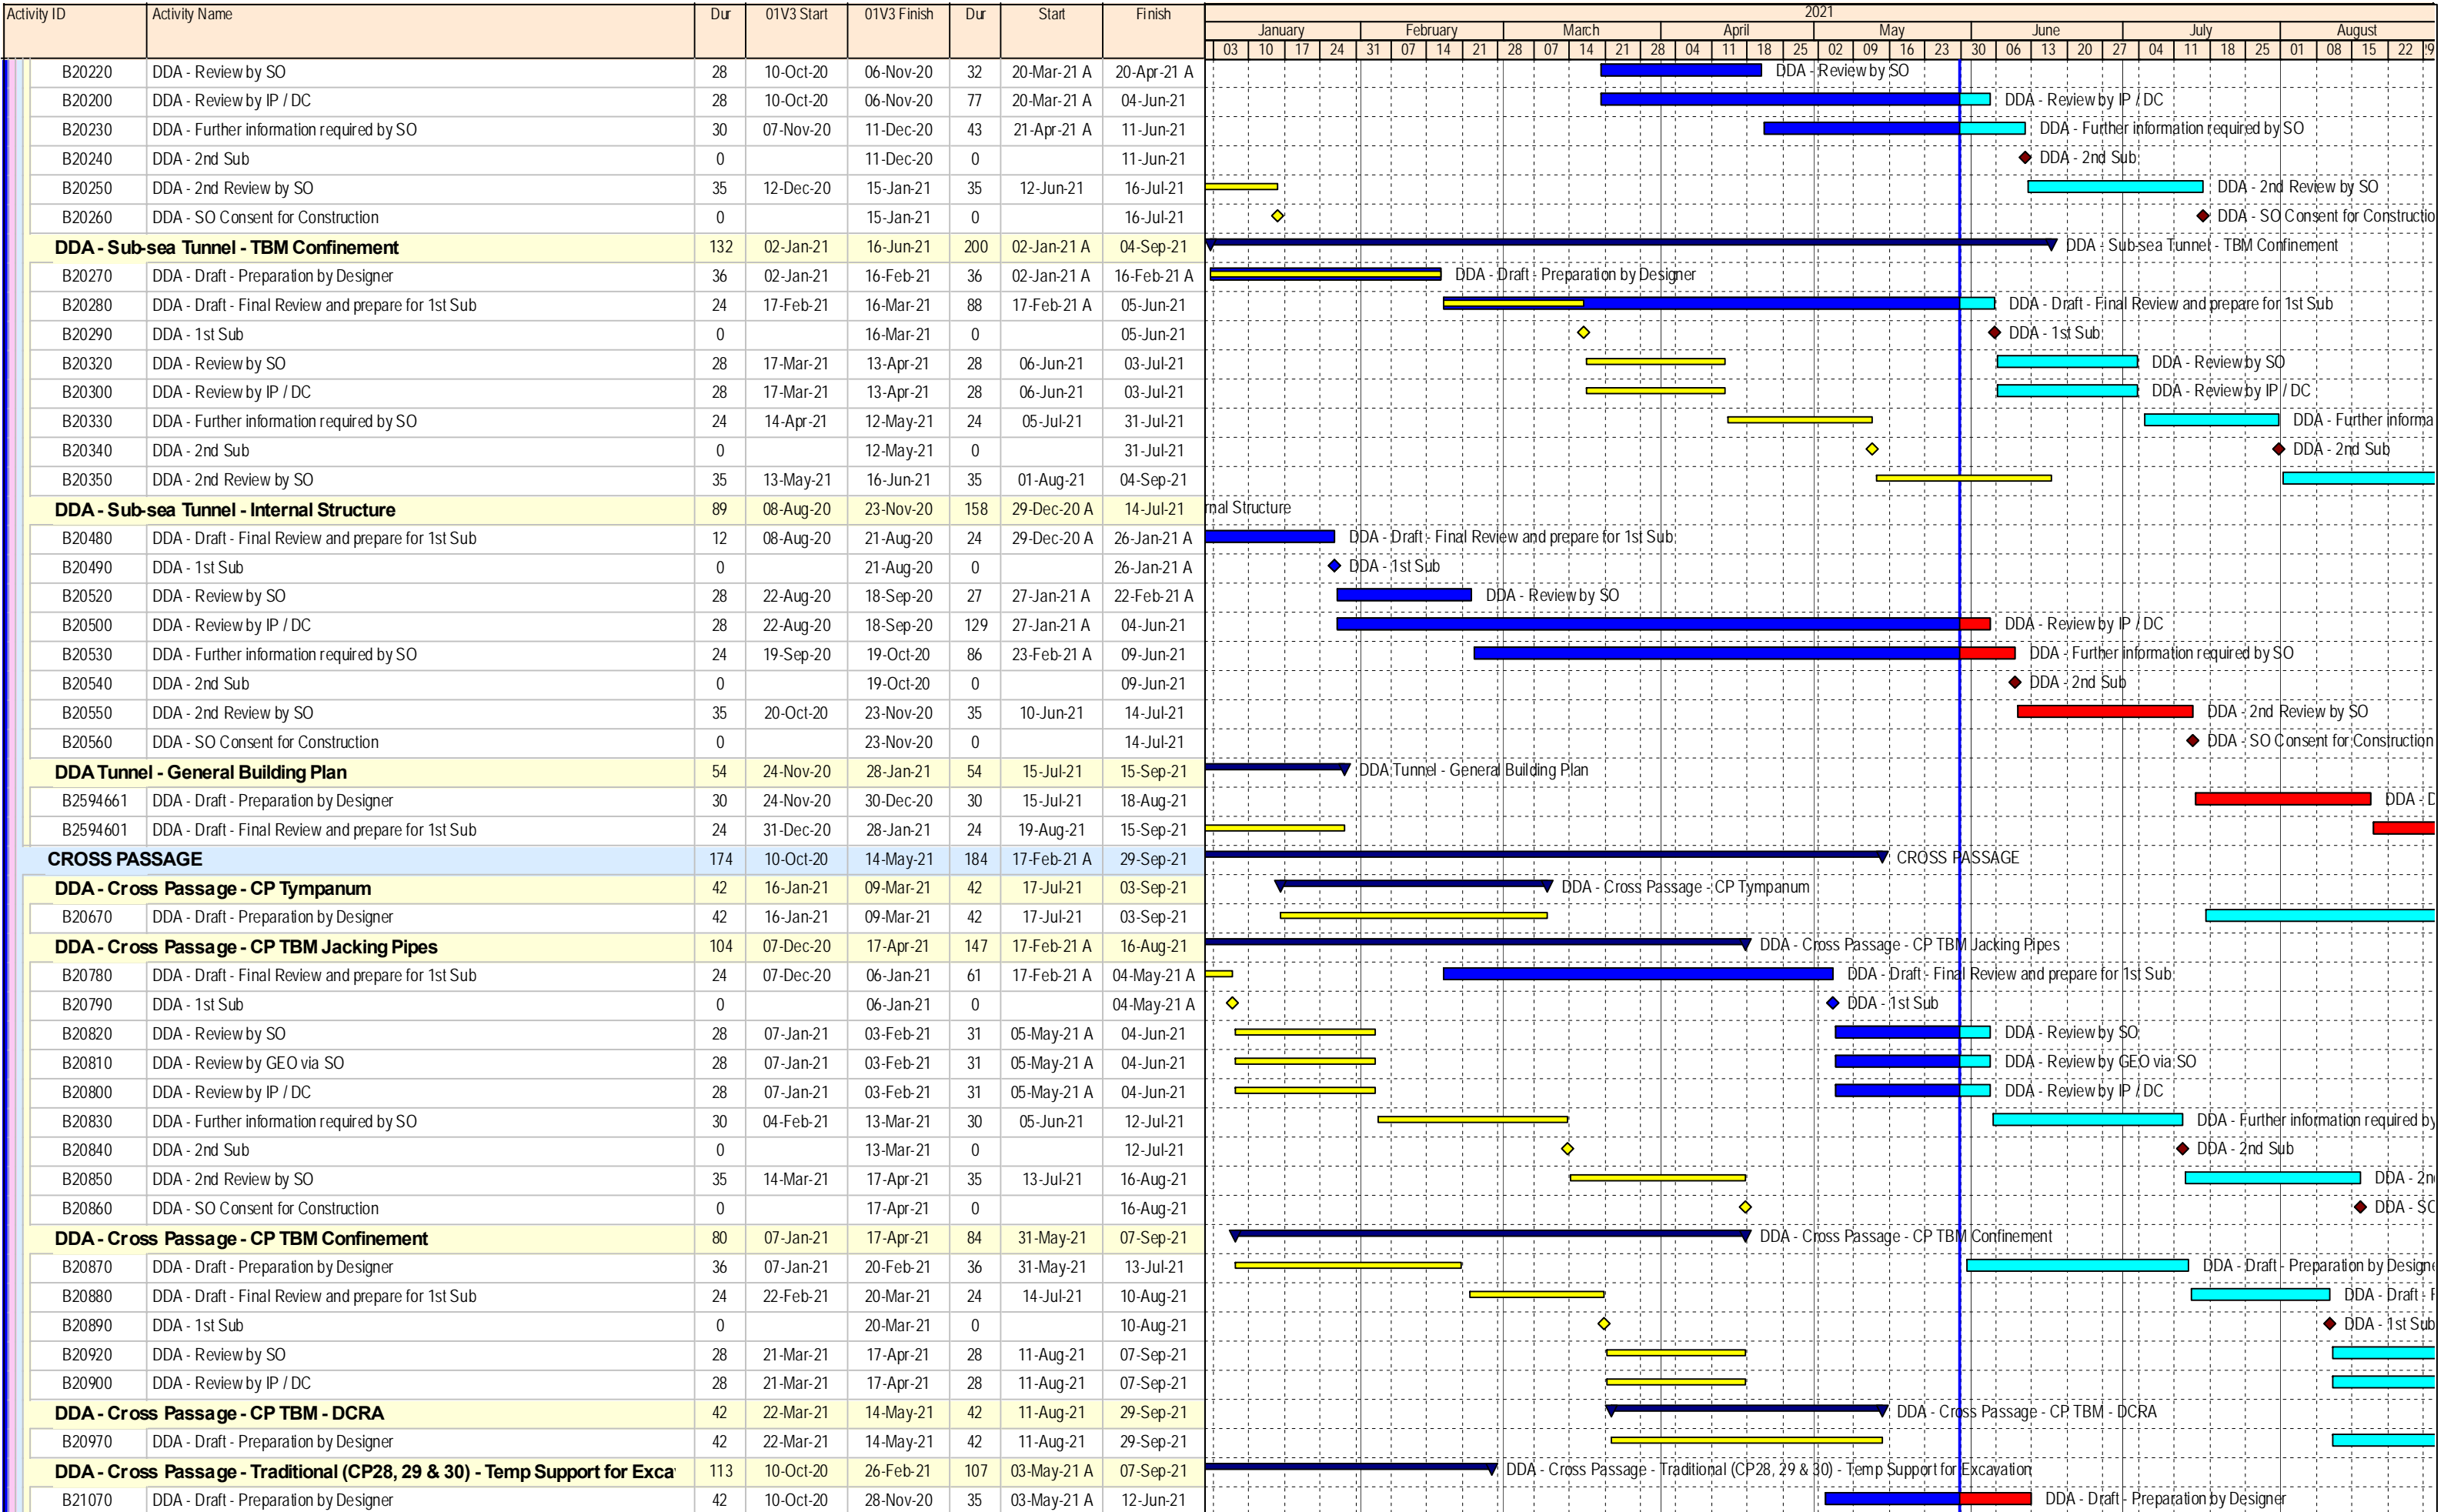 Activity ID Activity Name Dur 01V3 Start 01V3 Finish Dur Start Finish 2021
January February March April May June July August
03 10 17 24 31 07 14 21 28 07 14 21 28 04 11 18 25 02 09 16 23 30 06 13 20 27 04 11 18 25 01 08 15 22
B20220 DDA - Review by SO 28 10-Oct-20 06-Nov-20 32 20-Mar-21 A 20-Apr-21 A DDA - Review by SO
B20200 DDA - Review by IP / DC 28 10-Oct-20 06-Nov-20 77 20-Mar-21 A 04-Jun-21 DDA - Review by IP / DC
B20230 DDA - Further information required by SO 30 07-Nov-20 11-Dec-20 43 21-Apr-21 A 11-Jun-21 DDA - Further information required by SO
B20240 DDA - 2nd Sub 0 11-Dec-20 0 11-Jun-21 DDA - 2nd Sub
B20250 DDA - 2nd Review by SO 35 12-Dec-20 15-Jan-21 35 12-Jun-21 16-Jul-21 DDA - 2nd Review by SO
B20260 DDA - SO Consent for Construction 0 15-Jan-21 0 16-Jul-21 DDA - SO Consent for Constructio
DDA - Sub-sea Tunnel - TBM Confinement 132 02-Jan-21 16-Jun-21 200 02-Jan-21 A 04-Sep-21 DDA - Sub-sea Tunnel - TBM Confinement
B20270 DDA - Draft - Preparation by Designer 36 02-Jan-21 16-Feb-21 36 02-Jan-21 A 16-Feb-21 A DDA - Draft - Preparation by Designer
B20280 DDA - Draft - Final Review and prepare for 1st Sub 24 17-Feb-21 16-Mar-21 88 17-Feb-21 A 05-Jun-21 DDA - Draft - Final Review and prepare for 1st Sub
B20290 DDA - 1st Sub 0 16-Mar-21 0 05-Jun-21 DDA - 1st Sub
B20320 DDA - Review by SO 28 17-Mar-21 13-Apr-21 28 06-Jun-21 03-Jul-21 DDA - Review by SO
B20300 DDA - Review by IP / DC 28 17-Mar-21 13-Apr-21 28 06-Jun-21 03-Jul-21 DDA - Review by IP / DC
B20330 DDA - Further information required by SO 24 14-Apr-21 12-May-21 24 05-Jul-21 31-Jul-21 DDA - Further informa
B20340 DDA - 2nd Sub 0 12-May-21 0 31-Jul-21 DDA - 2nd Sub
B20350 DDA - 2nd Review by SO 35 13-May-21 16-Jun-21 35 01-Aug-21 04-Sep-21
DDA - Sub-sea Tunnel - Internal Structure 89 08-Aug-20 23-Nov-20 158 29-Dec-20 A 14-Jul-21 rnal Structure
B20480 DDA - Draft - Final Review and prepare for 1st Sub 12 08-Aug-20 21-Aug-20 24 29-Dec-20 A 26-Jan-21 A DDA - Draft - Final Review and prepare for 1st Sub
B20490 DDA - 1st Sub 0 21-Aug-20 0 26-Jan-21 A DDA - 1st Sub
B20520 DDA - Review by SO 28 22-Aug-20 18-Sep-20 27 27-Jan-21 A 22-Feb-21 A DDA - Review by SO
B20500 DDA - Review by IP / DC 28 22-Aug-20 18-Sep-20 129 27-Jan-21 A 04-Jun-21 DDA - Review by IP / DC
B20530 DDA - Further information required by SO 24 19-Sep-20 19-Oct-20 86 23-Feb-21 A 09-Jun-21 DDA - Further information required by SO
B20540 DDA - 2nd Sub 0 19-Oct-20 0 09-Jun-21 DDA - 2nd Sub
B20550 DDA - 2nd Review by SO 35 20-Oct-20 23-Nov-20 35 10-Jun-21 14-Jul-21 DDA - 2nd Review by SO
B20560 DDA - SO Consent for Construction 0 23-Nov-20 0 14-Jul-21 DDA - SO Consent for Construction
DDA Tunnel - General Building Plan 54 24-Nov-20 28-Jan-21 54 15-Jul-21 15-Sep-21 DDA Tunnel - General Building Plan
B2594661 DDA - Draft - Preparation by Designer 30 24-Nov-20 30-Dec-20 30 15-Jul-21 18-Aug-21 DDA - D
B2594601 DDA - Draft - Final Review and prepare for 1st Sub 24 31-Dec-20 28-Jan-21 24 19-Aug-21 15-Sep-21
CROSS PASSAGE 174 10-Oct-20 14-May-21 184 17-Feb-21 A 29-Sep-21 CROSS PASSAGE
DDA - Cross Passage - CP Tympanum 42 16-Jan-21 09-Mar-21 42 17-Jul-21 03-Sep-21 DDA - Cross Passage - CP Tympanum
B20670 DDA - Draft - Preparation by Designer 42 16-Jan-21 09-Mar-21 42 17-Jul-21 03-Sep-21
DDA - Cross Passage - CP TBM Jacking Pipes 104 07-Dec-20 17-Apr-21 147 17-Feb-21 A 16-Aug-21 DDA - Cross Passage - CP TBM Jacking Pipes
B20780 DDA - Draft - Final Review and prepare for 1st Sub 24 07-Dec-20 06-Jan-21 61 17-Feb-21 A 04-May-21 A DDA - Draft - Final Review and prepare for 1st Sub
B20790 DDA - 1st Sub 0 06-Jan-21 0 04-May-21 A DDA - 1st Sub
B20820 DDA - Review by SO 28 07-Jan-21 03-Feb-21 31 05-May-21 A 04-Jun-21 DDA - Review by SO
B20810 DDA - Review by GEO via SO 28 07-Jan-21 03-Feb-21 31 05-May-21 A 04-Jun-21 DDA - Review by GEO via SO
B20800 DDA - Review by IP / DC 28 07-Jan-21 03-Feb-21 31 05-May-21 A 04-Jun-21 DDA - Review by IP / DC
B20830 DDA - Further information required by SO 30 04-Feb-21 13-Mar-21 30 05-Jun-21 12-Jul-21 DDA - Further information required by
B20840 DDA - 2nd Sub 0 13-Mar-21 0 12-Jul-21 DDA - 2nd Sub
B20850 DDA - 2nd Review by SO 35 14-Mar-21 17-Apr-21 35 13-Jul-21 16-Aug-21 DDA - 2n
B20860 DDA - SO Consent for Construction 0 17-Apr-21 0 16-Aug-21 DDA - SC
DDA - Cross Passage - CP TBM Confinement 80 07-Jan-21 17-Apr-21 84 31-May-21 07-Sep-21 DDA - Cross Passage - CP TBM Confinement
B20870 DDA - Draft - Preparation by Designer 36 07-Jan-21 20-Feb-21 36 31-May-21 13-Jul-21 DDA - Draft - Preparation by Designe
B20880 DDA - Draft - Final Review and prepare for 1st Sub 24 22-Feb-21 20-Mar-21 24 14-Jul-21 10-Aug-21 DDA - Draft - F
B20890 DDA - 1st Sub 0 20-Mar-21 0 10-Aug-21 DDA - 1st Sub
B20920 DDA - Review by SO 28 21-Mar-21 17-Apr-21 28 11-Aug-21 07-Sep-21
B20900 DDA - Review by IP / DC 28 21-Mar-21 17-Apr-21 28 11-Aug-21 07-Sep-21
DDA - Cross Passage - CP TBM - DCRA 42 22-Mar-21 14-May-21 42 11-Aug-21 29-Sep-21 DDA - Cross Passage - CP TBM - DCRA
B20970 DDA - Draft - Preparation by Designer 42 22-Mar-21 14-May-21 42 11-Aug-21 29-Sep-21
DDA - Cross Passage - Traditional (CP28, 29 & 30) - Temp Support for Exca 113 10-Oct-20 26-Feb-21 107 03-May-21 A 07-Sep-21 DDA - Cross Passage - Traditional (CP28, 29 & 30) - Temp Support for Excavation
B21070 DDA - Draft - Preparation by Designer 42 10-Oct-20 28-Nov-20 35 03-May-21 A 12-Jun-21 DDA - Draft - Preparation by Designer